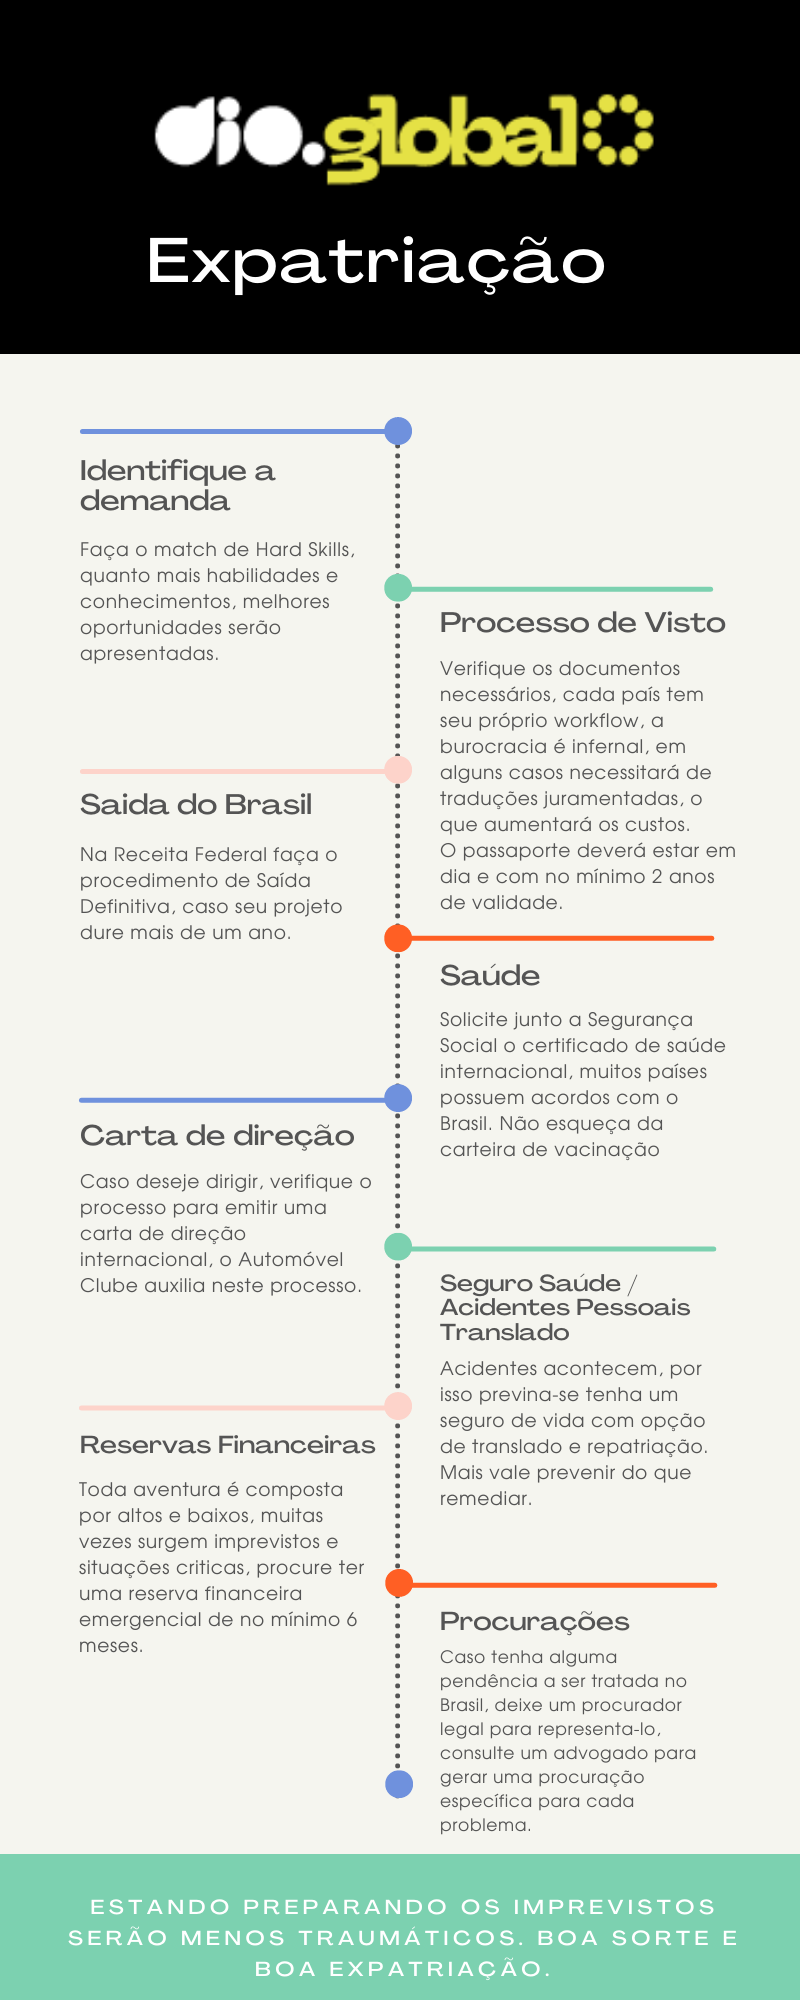 dio.global
Expatriação
Identifique a
demanda
Faça o match de Hard Skills,
quanto mais habilidades e
conhecimentos, melhores
oportunidades serão
apresentadas.
Processo de Visto
Verifique os documentos
necessários, cada país tem
seu próprio workflow, a
burocracia é infernal, em
alguns casos necessitará de
traduções juramentadas, o
que aumentará os custos.
O passaporte deverá estar em
dia e com no mínimo 2 anos
de validade.
Saida do Brasil
Na Receita Federal faça o
procedimento de Saída
Definitiva, caso seu projeto
dure mais de um ano.
Saúde
Solicite junto a Segurança
Social o certificado de saúde
internacional, muitos países
possuem acordos com o
Brasil. Não esqueça da
carteira de vacinação
Carta de direção
Caso deseje dirigir, verifique o
processo para emitir uma
carta de direção
internacional, o Automóvel
Clube auxilia neste processo.
Seguro Saúde /
Acidentes Pessoais
Translado
Acidentes acontecem, por
isso previna-se tenha um
seguro de vida com opção
de translado e repatriação.
Mais vale prevenir do que
remediar.
Reservas Financeiras
Toda aventura é composta
por altos e baixos, muitas
vezes surgem imprevistos e
situações criticas, procure ter
uma reserva financeira
emergencial de no mínimo 6
meses.
Procurações
Caso tenha alguma
pendência a ser tratada no
Brasil, deixe um procurador
legal para representa-lo,
consulte um advogado para
gerar uma procuração
específica para cada
problema.
ESTANDO PREPARANDO OS IMPREVISTOS
SERÃO MENOS TRAUMÁTICOS. BOA SORTE E
BOA EXPATRIAÇÃO.